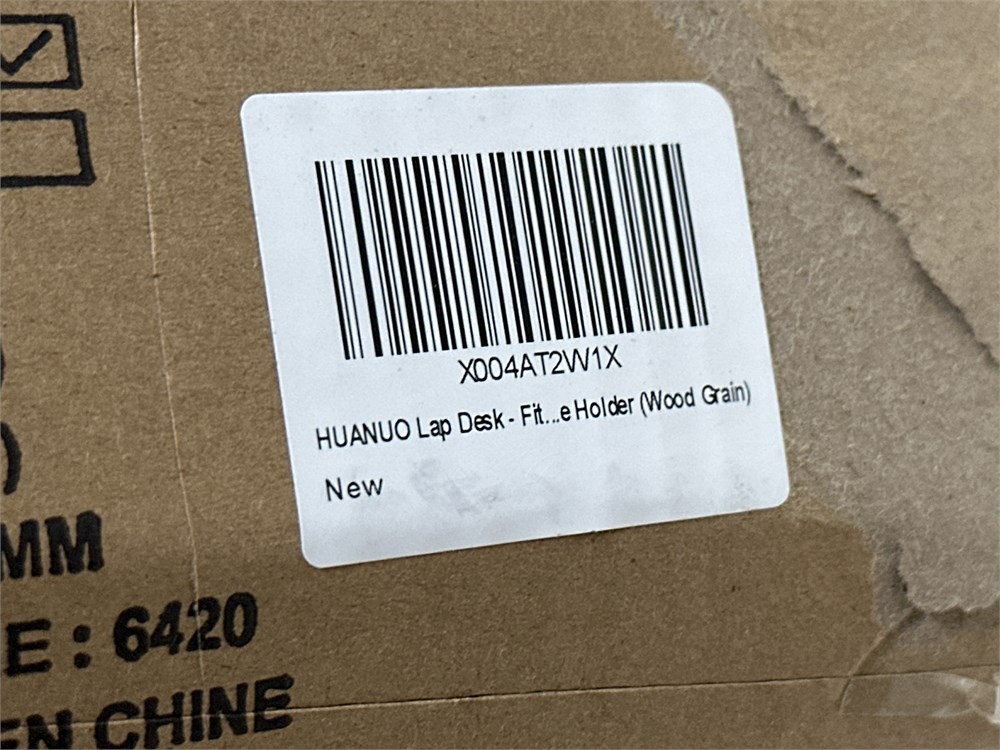 X004AT2W1X
HUANUO Lap Desk - Fit...e Holder (Wood Grain)
New
MM
E : 6420
EN CHINE